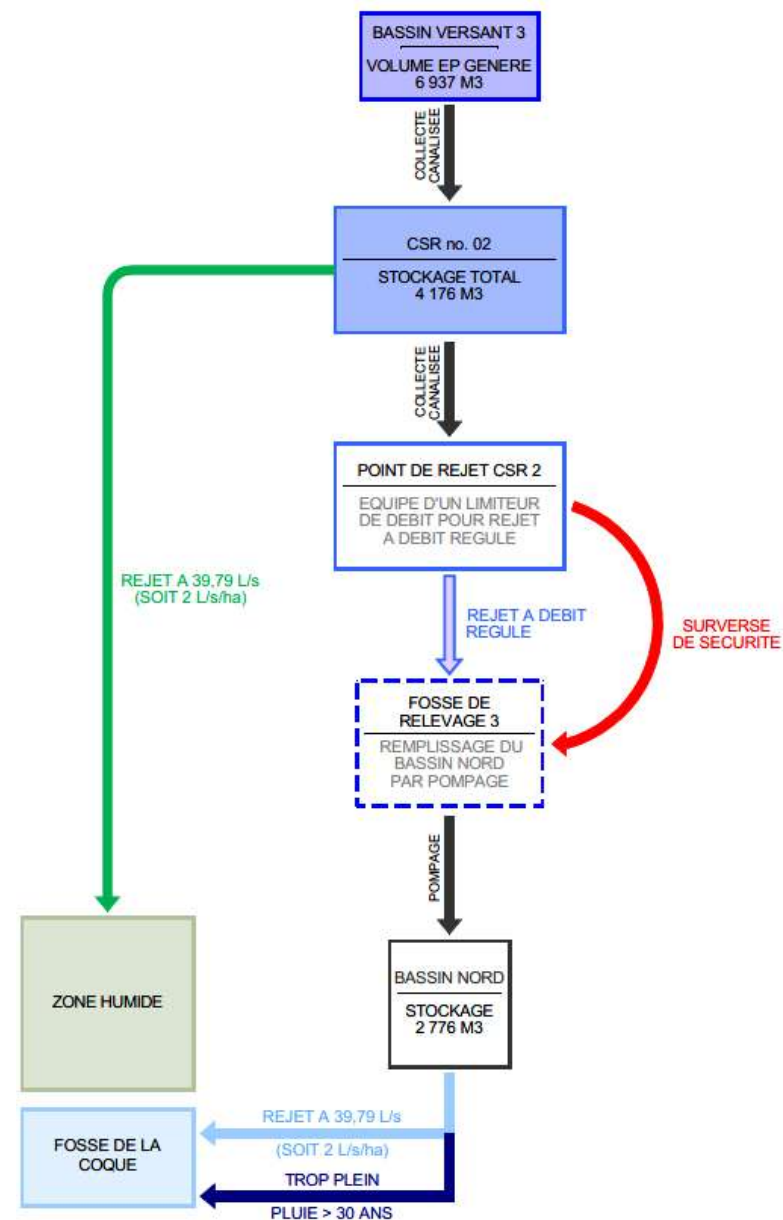 BASSIN VERSANT 3
VOLUME EP GENERE
6 937 M3
COLLECTE
CANALISEE
CSR no. 02
STOCKAGE TOTAL
4 176 M3
COLLECTE
CANALISEE
POINT DE REJET CSR 2
EQUIPE D'UN LIMITEUR
DE DEBIT POUR REJET
A DEBIT REGULE
REJET A 39,79 L/s
(SOIT 2 L/s/ha)
REJET A DEBIT
REGULE
SURVERSE
DE SECURITE
FOSSE DE
RELEVAGE 3
REMPLISSAGE DU
BASSIN NORD
PAR POMPAGE
POMPAGE
ZONE HUMIDE
BASSIN NORD
STOCKAGE
2 776 M3
REJET A 39,79 L/s
(SOIT 2 L/s/ha)
FOSSE DE LA
COQUE
TROP PLEIN
PLUIE > 30 ANS